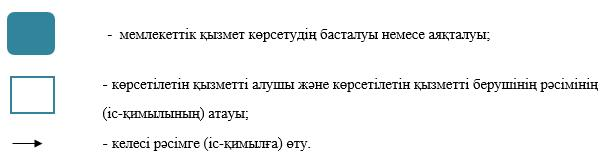 - мемлекеттік қызмет көрсетудің басталуы немесе аяқталуы;
- көрсетілетін қызметті алушы және көрсетілетін қызметті берушінің рәсімінің
(іс-қимылының) атауы;
- келесі рәсімге (іс-қимылға) өту.